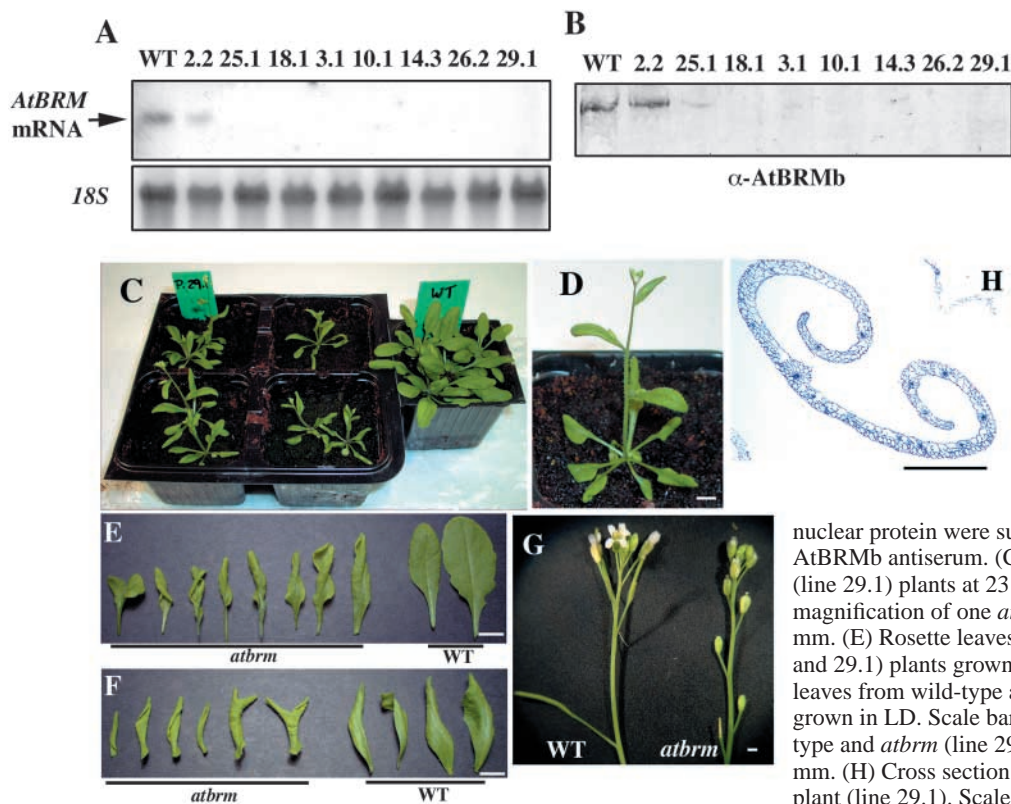 A
WT 2.2 25.1 18.1 3.1 10.1 14.3 26.2 29.1
AtBRM
mRNA
18S
B
WT 2.2 25.1 18.1 3.1 10.1 14.3 26.2 29.1
α-AtBRMb
C
WT
D
H
E
atbrm
WT
F
atbrm
WT
G
WT
atbrm
nuclear protein were su
AtBRMb antiserum. (C
(line 29.1) plants at 23
magnification of one a
mm. (E) Rosette leaves
and 29.1) plants grown
leaves from wild-type a
grown in LD. Scale bar
type and atbrm (line 29
mm. (H) Cross section
plant (line 29.1). Scale